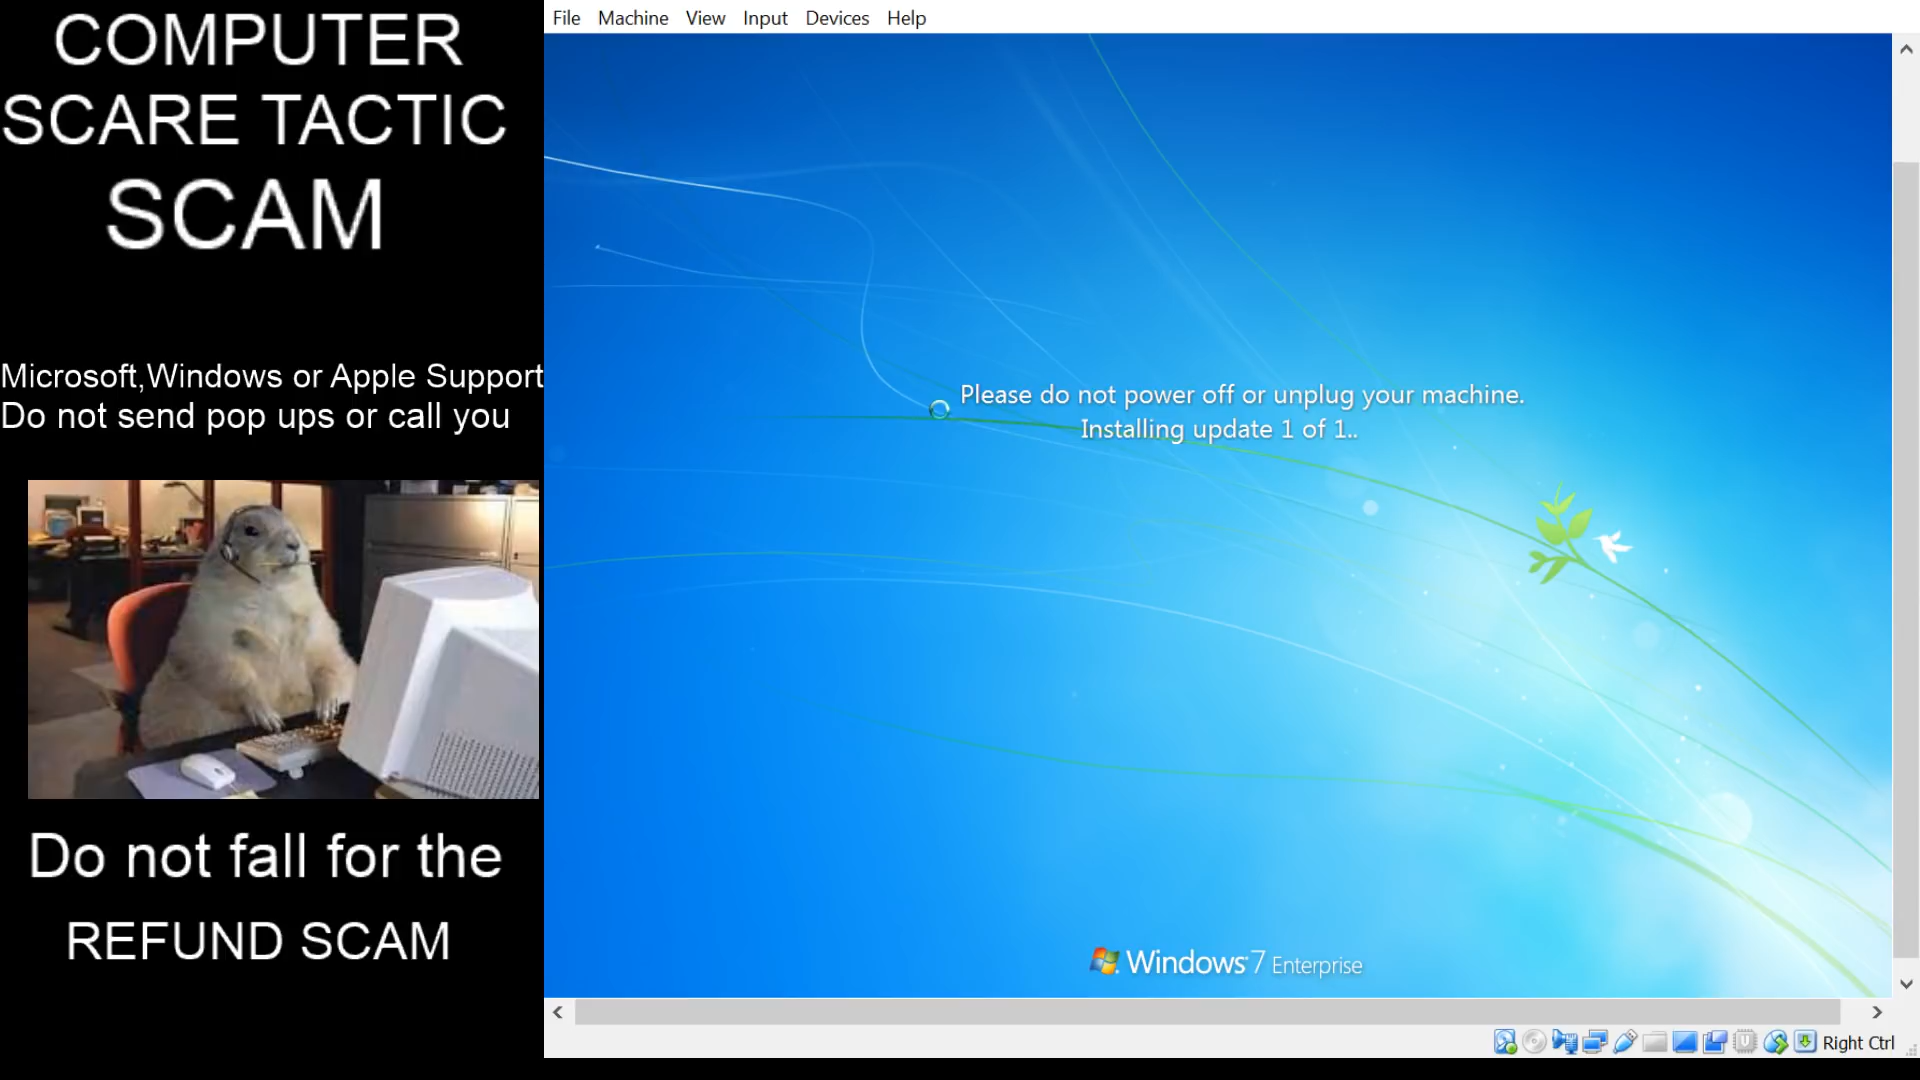 COMPUTER
SCARE TACTIC
SCAM
Microsoft,Windows or Apple Support
Do not send pop ups or call you
Do not fall for the
REFUND SCAM
File Machine View Input Devices Help
Please do not power off or unplug your machine.
Installing update 1 of 1..
Windows 7 Enterprise
Right Ctrl